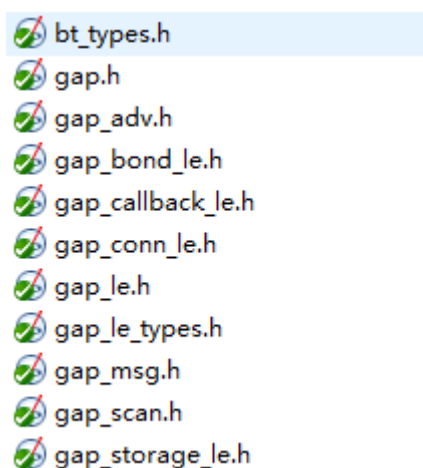 bt_types.h
gap.h
gap_adv.h
gap_bond_le.h
gap_callback_le.h
gap_conn_le.h
gap_le.h
gap_le_types.h
gap_msg.h
gap_scan.h
gap_storage_le.h